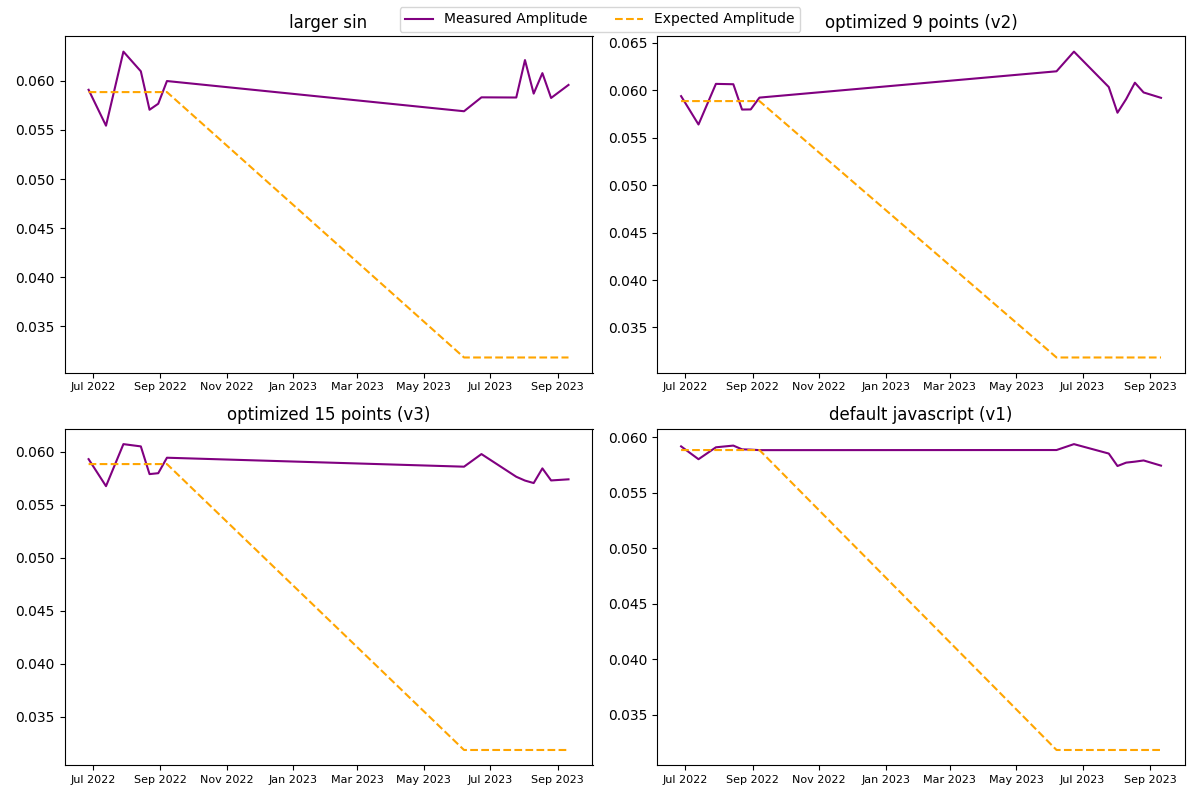 Measured Amplitude Expected Amplitude
larger sin
0.060
0.055
0.050
0.045
0.040
0.035
Jul 2022 Sep 2022 Nov 2022 Jan 2023 Mar 2023 May 2023 Jul 2023 Sep 2023
optimized 9 points (v2)
0.065
0.060
0.055
0.050
0.045
0.040
0.035
Jul 2022 Sep 2022 Nov 2022 Jan 2023 Mar 2023 May 2023 Jul 2023 Sep 2023
optimized 15 points (v3)
0.060
0.055
0.050
0.045
0.040
0.035
Jul 2022 Sep 2022 Nov 2022 Jan 2023 Mar 2023 May 2023 Jul 2023 Sep 2023
default javascript (v1)
0.060
0.055
0.050
0.045
0.040
0.035
Jul 2022 Sep 2022 Nov 2022 Jan 2023 Mar 2023 May 2023 Jul 2023 Sep 2023